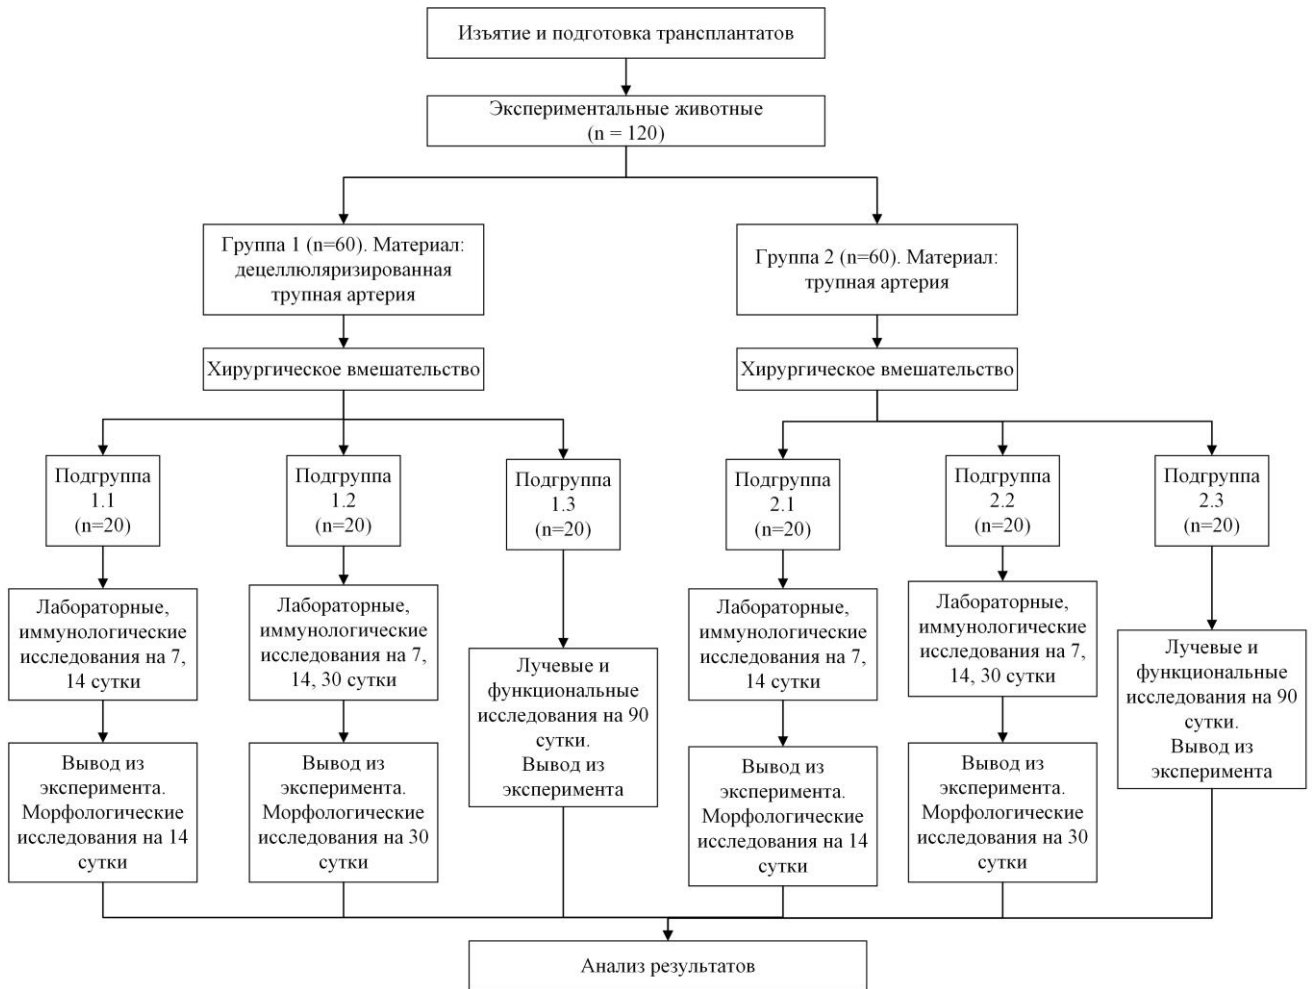 Изъятие и подготовка трансплантатов
Экспериментальные животные
(n = 120)
Группа 1 (n=60). Материал:
децеллюляризированная
трупная артерия
Группа 2 (n=60). Материал:
трупная артерия
Хирургическое вмешательство
Хирургическое вмешательство
Подгруппа
1.1
(n=20)
Подгруппа
1.2
(n=20)
Подгруппа
1.3
(n=20)
Подгруппа
2.1
(n=20)
Подгруппа
2.2
(n=20)
Подгруппа
2.3
(n=20)
Лабораторные,
иммунологические
исследования на 7,
14 сутки
Лабораторные,
иммунологические
исследования на 7,
14, 30 сутки
Лучевые и
функциональные
исследования на 90
сутки.
Вывод из
эксперимента
Лабораторные,
иммунологические
исследования на 7,
14 сутки
Лабораторные,
иммунологические
исследования на 7,
14, 30 сутки
Лучевые и
функциональные
исследования на 90
сутки.
Вывод из
эксперимента
Вывод из
эксперимента.
Морфологические
исследования на 14
сутки
Вывод из
эксперимента.
Морфологические
исследования на 30
сутки
Вывод из
эксперимента.
Морфологические
исследования на 14
сутки
Вывод из
эксперимента.
Морфологические
исследования на 30
сутки
Анализ результатов